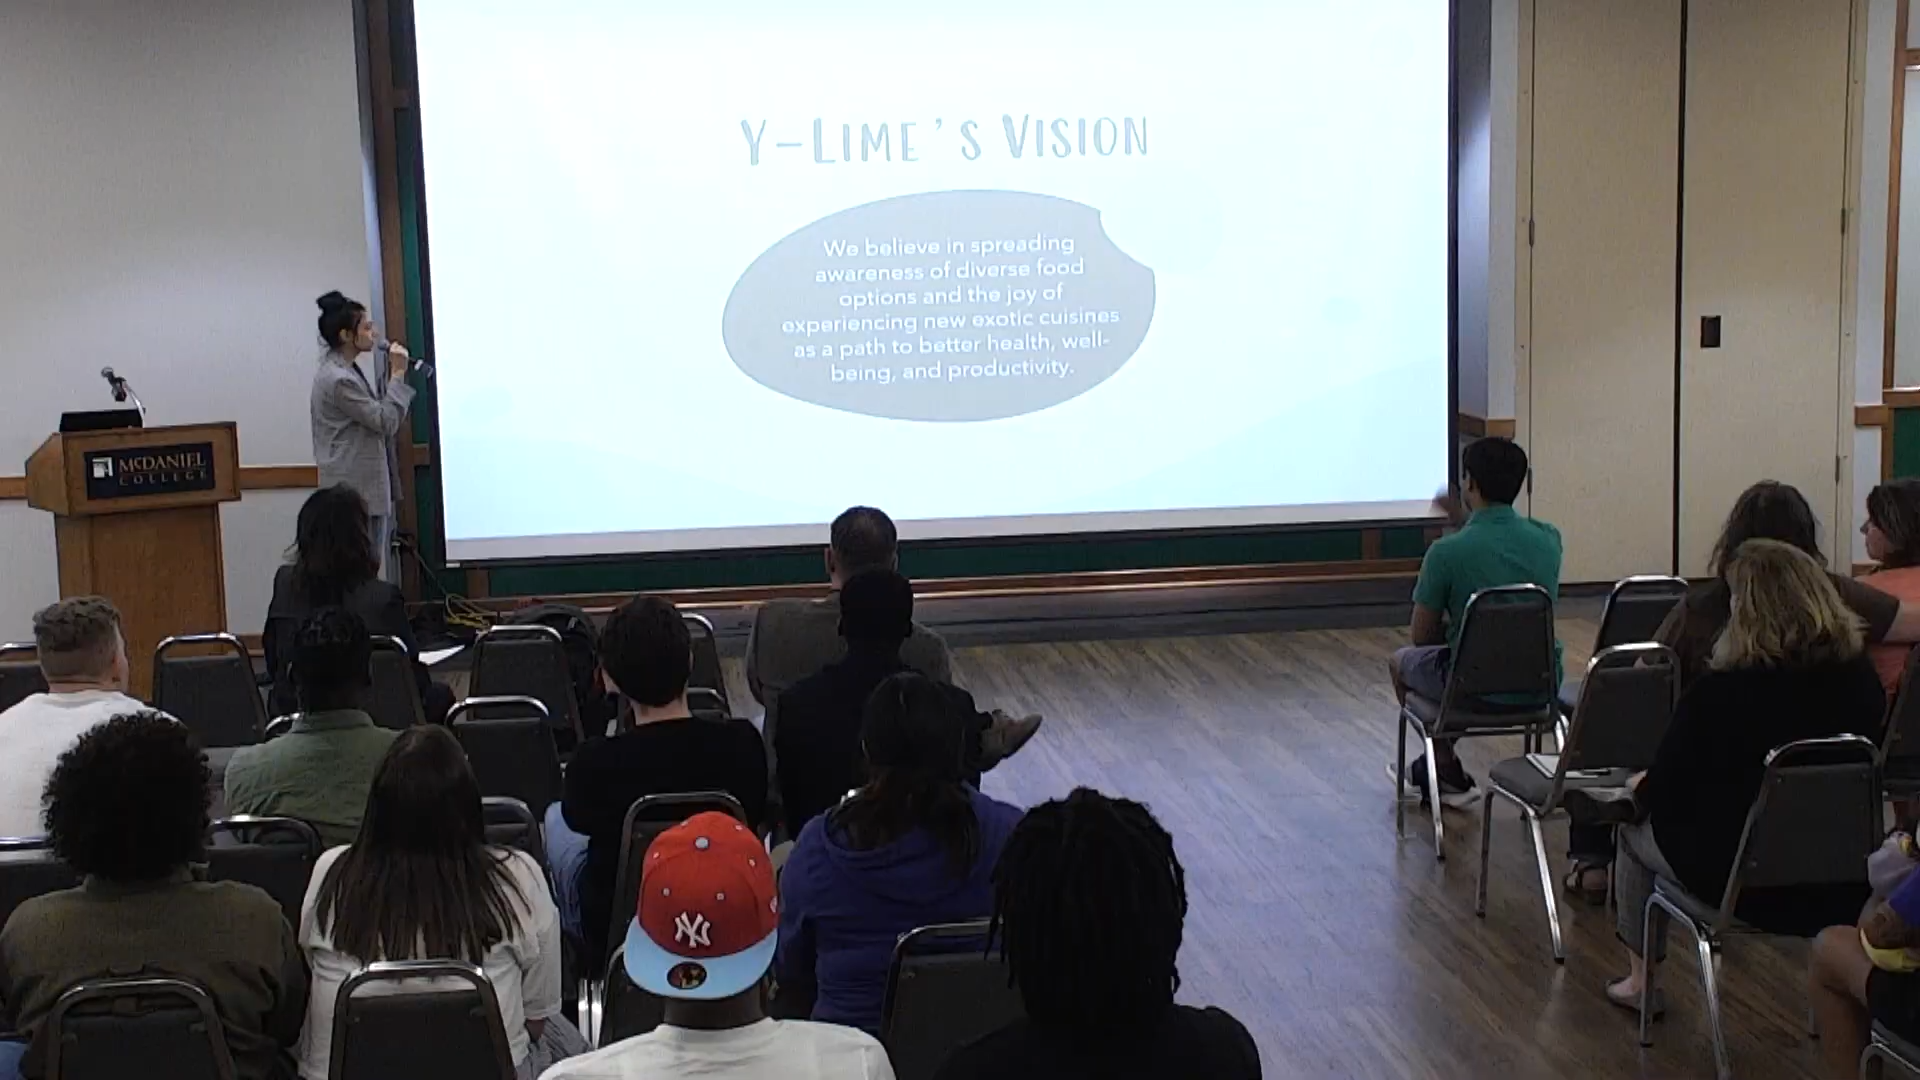 Y-LIME'S VISION
We believe in spreading
awareness of diverse food
options and the joy of
experiencing new exotic cuisines
as a path to better health, well-
being, and productivity.
MCDANIEL
COLLEGE
NY